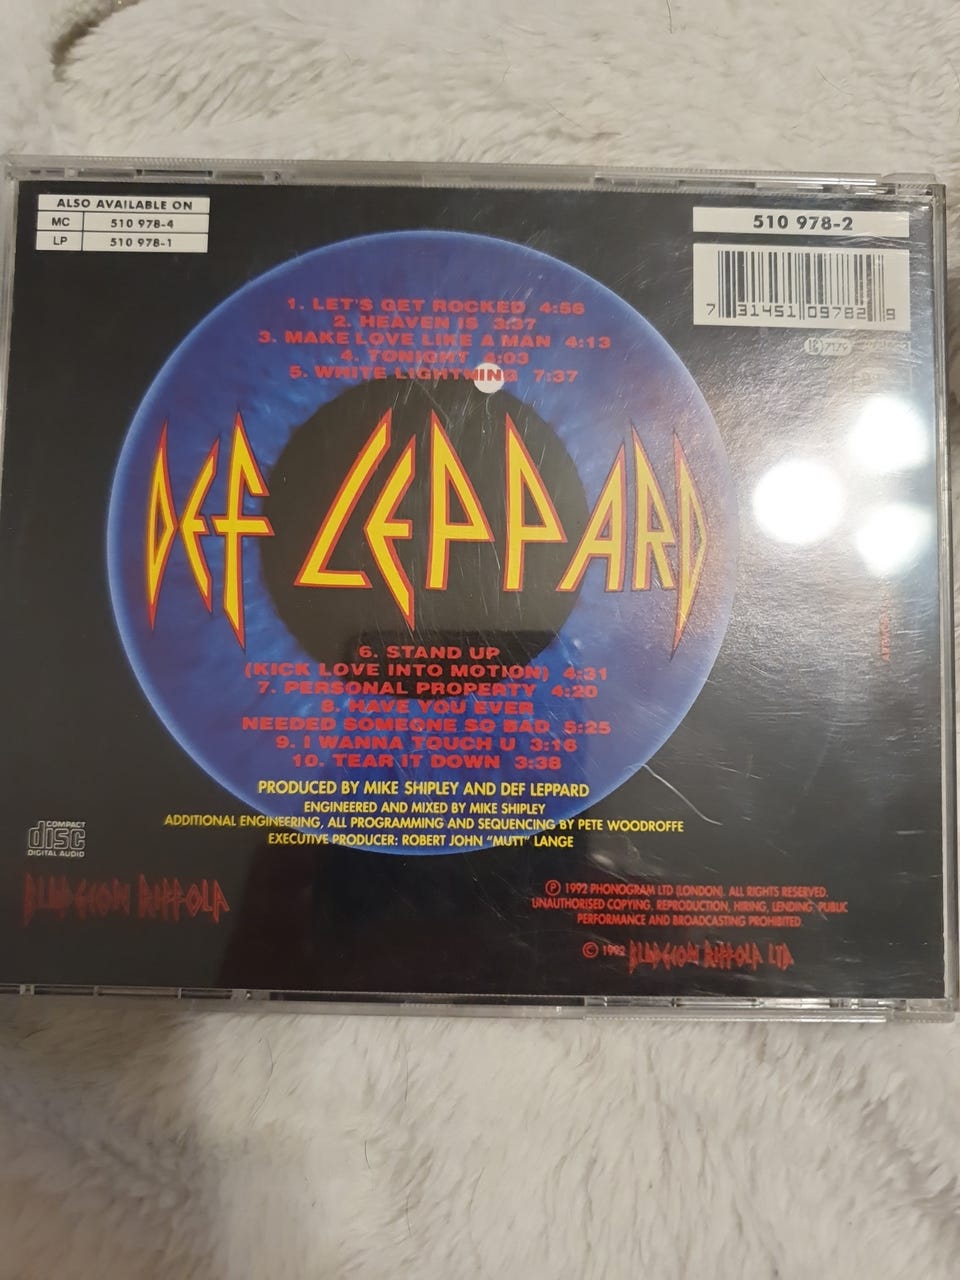 ALSO AVAILABLE ON
MC 510 978-4
LP 510 978-1
510 978-2
7 31451 09782 9
1. LET'S GET ROCKED 4:56
2. HEAVEN IS 3:37
3. MAKE LOVE LIKE A MAN 4:13
4. TONIGHT 4:03
5. WRITE LIGHTNING 7:37
DEF LEPPARD
6. STAND UP
(KICK LOVE INTO MOTION) 4:31
7. PERSONAL PROPERTY 4:20
8. HAVE YOU EVER
NEEDED SOMEONE SO BAD 5:25
9. I WANNA TOUCH U 3:16
10. TEAR IT DOWN 3:38
PRODUCED BY MIKE SHIPLEY AND DEF LEPPARD
ENGINEERED AND MIXED BY MIKE SHIPLEY
ADDITIONAL ENGINEERING, ALL PROGRAMMING AND SEQUENCING BY PETE WOODROFFE
EXECUTIVE PRODUCER: ROBERT JOHN "MUTT" LANGE
COMPACT
disc
DIGITAL AUDIO
BLUDGEON RIFFOLA
℗ 1992 PHONOGRAM LTD (LONDON). ALL RIGHTS RESERVED.
UNAUTHORISED COPYING, REPRODUCTION, HIRING, LENDING, PUBLIC
PERFORMANCE AND BROADCASTING PROHIBITED.
© 1992 BLUDGEON RIFFOLA LTD